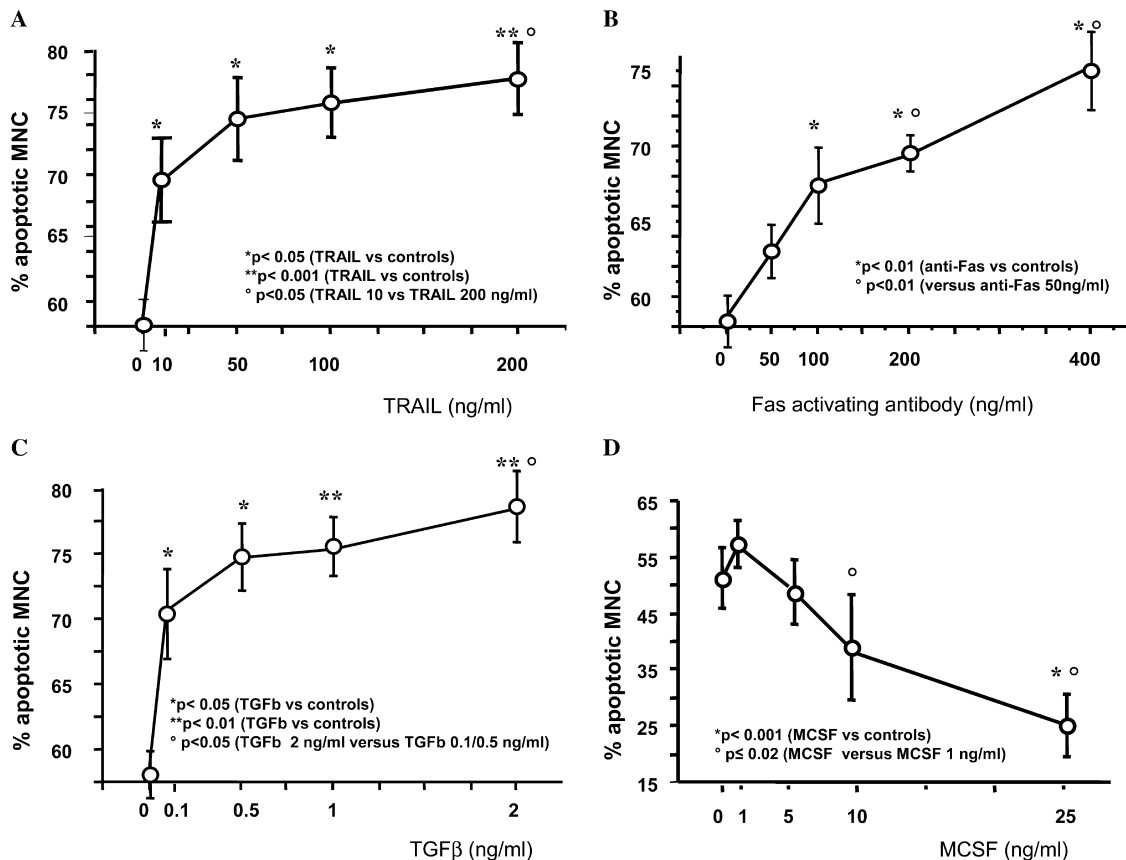 A
% apoptotic MNC
80
75
70
65
60
* * * ** °
*p< 0.05 (TRAIL vs controls)
**p< 0.001 (TRAIL vs controls)
° p<0.05 (TRAIL 10 vs TRAIL 200 ng/ml)
0 10 50 100 200
TRAIL (ng/ml)
B
% apoptotic MNC
75
70
65
60
* * ° * °
*p< 0.01 (anti-Fas vs controls)
° p<0.01 (versus anti-Fas 50ng/ml)
0 50 100 200 400
Fas activating antibody (ng/ml)
C
% apoptotic MNC
80
75
70
65
60
* * ** ** °
*p< 0.05 (TGFb vs controls)
**p< 0.01 (TGFb vs controls)
° p<0.05 (TGFb 2 ng/ml versus TGFb 0.1/0.5 ng/ml)
0 0.1 0.5 1 2
TGFβ (ng/ml)
D
% apoptotic MNC
65
55
45
35
25
15
° * °
*p< 0.001 (MCSF vs controls)
° p≤ 0.02 (MCSF versus MCSF 1 ng/ml)
0 1 5 10 25
MCSF (ng/ml)